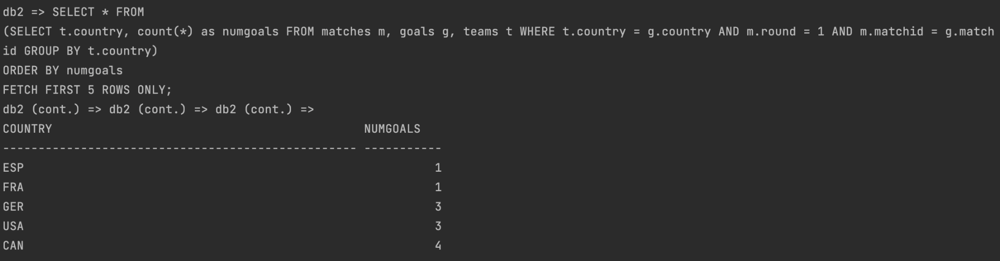 db2 => SELECT * FROM
(SELECT t.country, count(*) as numgoals FROM matches m, goals g, teams t WHERE t.country = g.country AND m.round = 1 AND m.matchid = g.match
id GROUP BY t.country)
ORDER BY numgoals
FETCH FIRST 5 ROWS ONLY;
db2 (cont.) => db2 (cont.) => db2 (cont.) =>
COUNTRY                                            NUMGOALS
-------------------------------------------------- -----------
ESP                                                          1
FRA                                                          1
GER                                                          3
USA                                                          3
CAN                                                          4